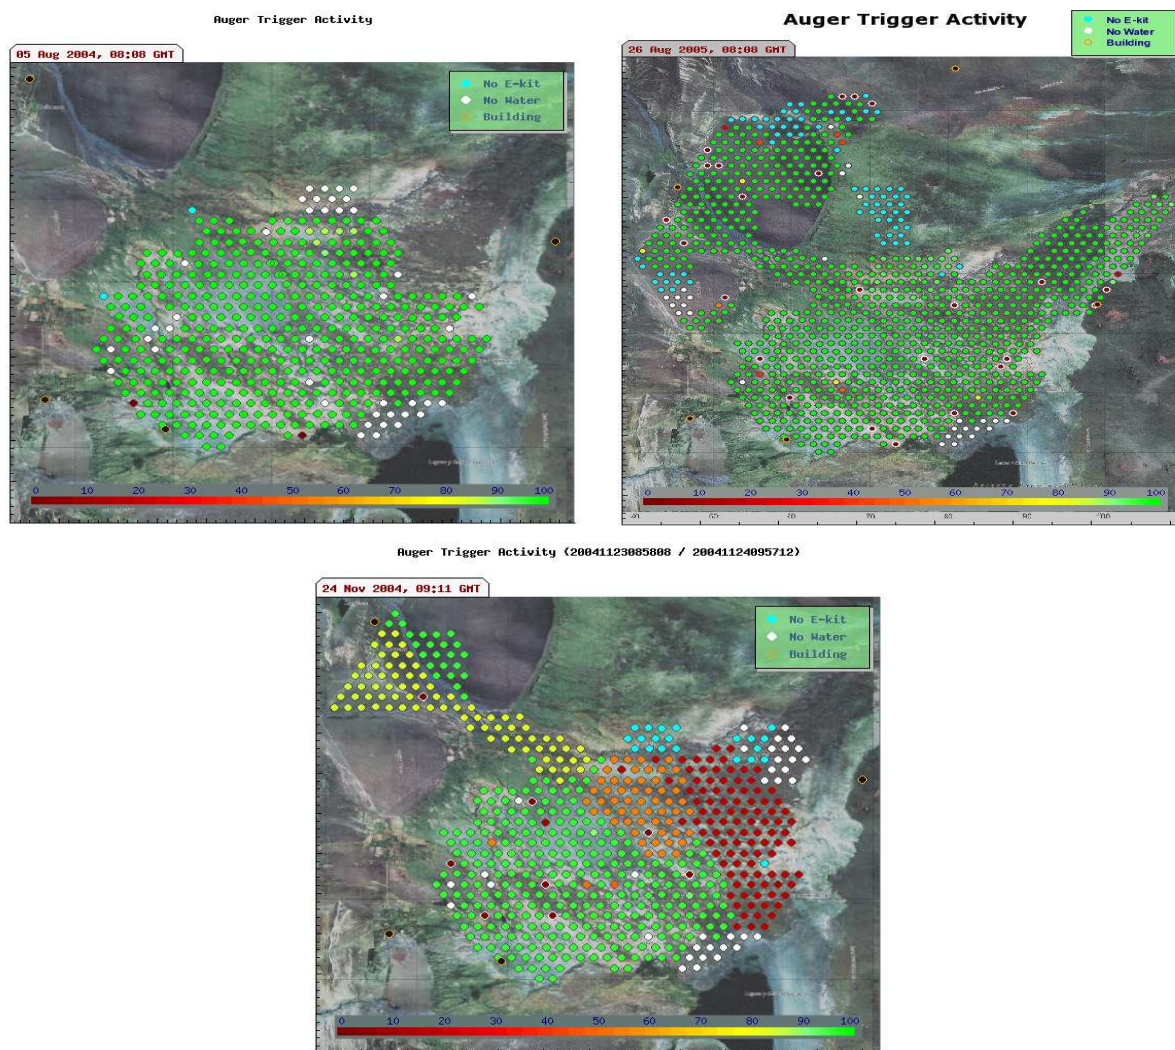 Auger Trigger Activity
05 Aug 2004, 08:08 GMT
No E-kit
No Water
Building
0 10 20 30 40 50 60 70 80 90 100
Auger Trigger Activity
26 Aug 2005, 08:08 GMT
No E-kit
No Water
Building
0 10 20 30 40 50 60 70 80 90 100
Auger Trigger Activity (20041123085808 / 20041124095712)
24 Nov 2004, 09:11 GMT
No E-kit
No Water
Building
0 10 20 30 40 50 60 70 80 90 100